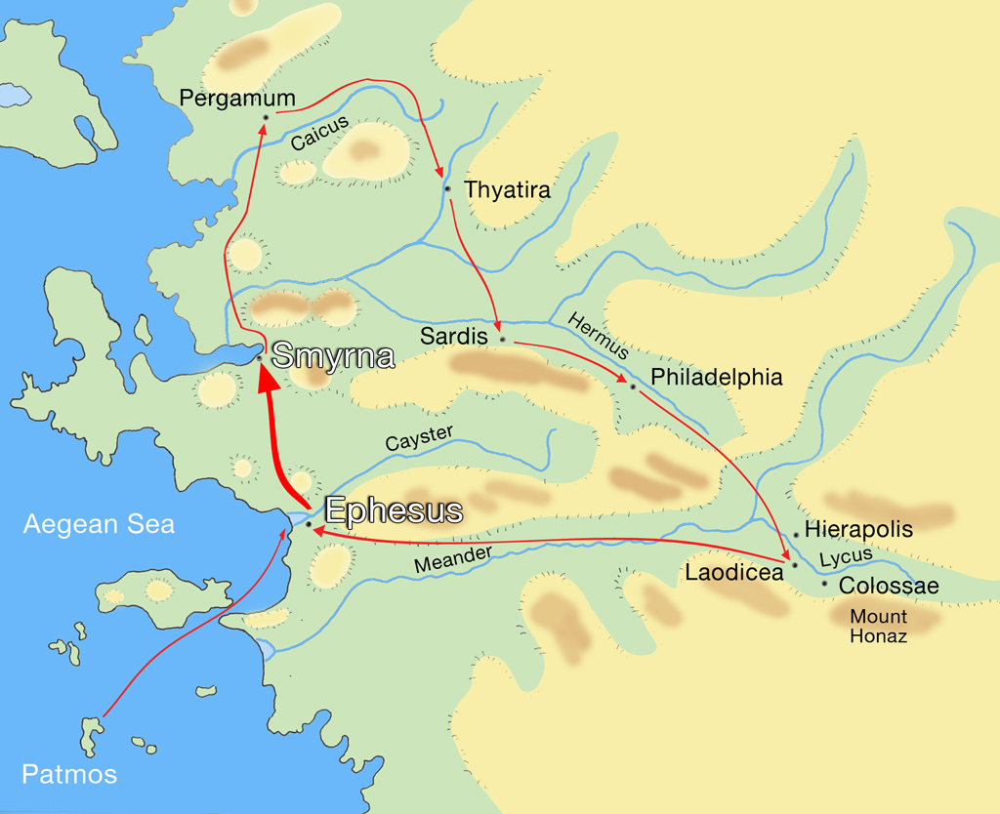 Pergamum
Caicus
Thyatira
Sardis
Hermus
Smyrna
Philadelphia
Cayster
Ephesus
Aegean Sea
Hierapolis
Meander
Lycus
Laodicea
Colossae
Mount
Honaz
Patmos